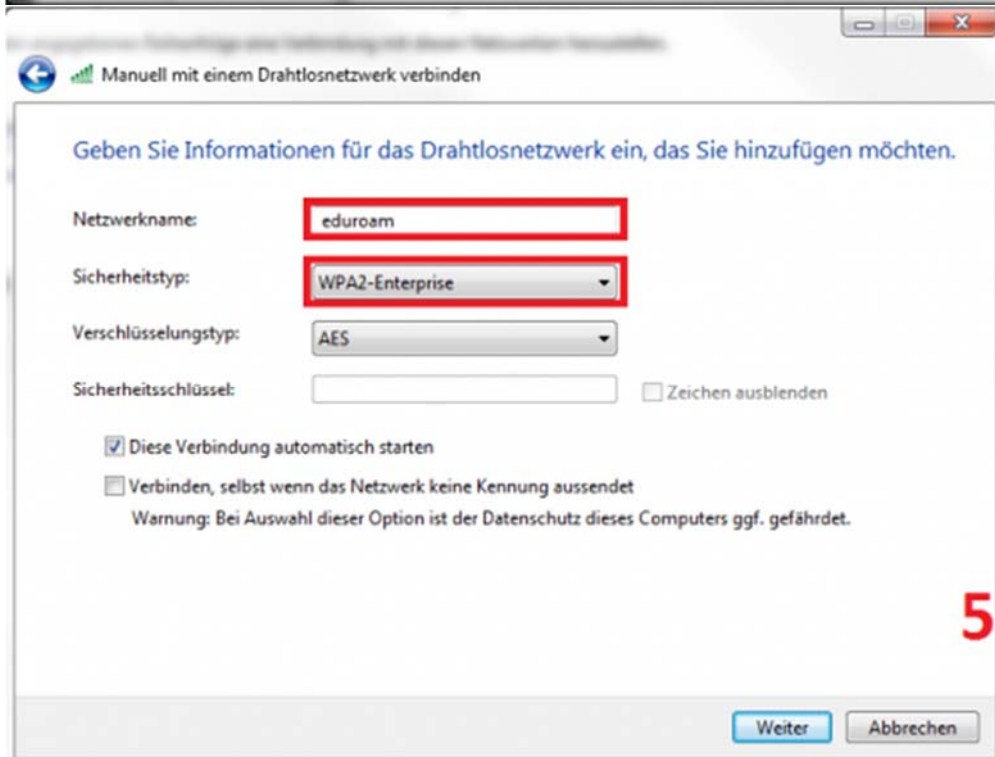 Manuell mit einem Drahtlosnetzwerk verbinden
Geben Sie Informationen für das Drahtlosnetzwerk ein, das Sie hinzufügen möchten.
Netzwerkname: eduroam
Sicherheitstyp: WPA2-Enterprise
Verschlüsselungstyp: AES
Sicherheitsschlüssel: Zeichen ausblenden
Diese Verbindung automatisch starten
Verbinden, selbst wenn das Netzwerk keine Kennung aussendet
Warnung: Bei Auswahl dieser Option ist der Datenschutz dieses Computers ggf. gefährdet.
5
Weiter Abbrechen